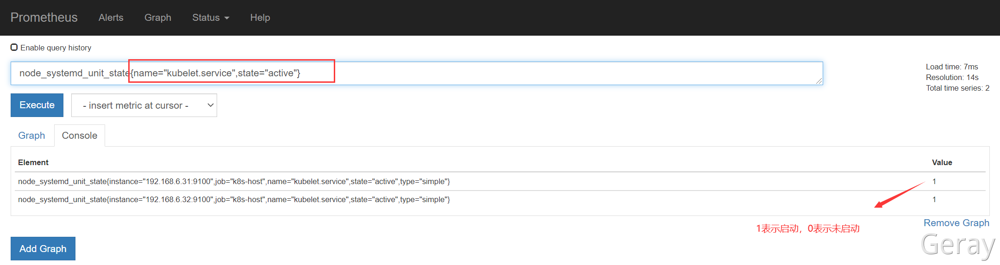 Prometheus Alerts Graph Status Help
Enable query history
node_systemd_unit_state{name="kubelet.service",state="active"}
Load time: 7ms
Resolution: 14s
Total time series: 2
Execute - insert metric at cursor -
Graph Console
Element Value
node_systemd_unit_state{instance="192.168.6.31:9100",job="k8s-host",name="kubelet.service",state="active",type="simple"} 1
node_systemd_unit_state{instance="192.168.6.32:9100",job="k8s-host",name="kubelet.service",state="active",type="simple"} 1
Remove Graph
1表示启动，0表示未启动
Add Graph
Geray